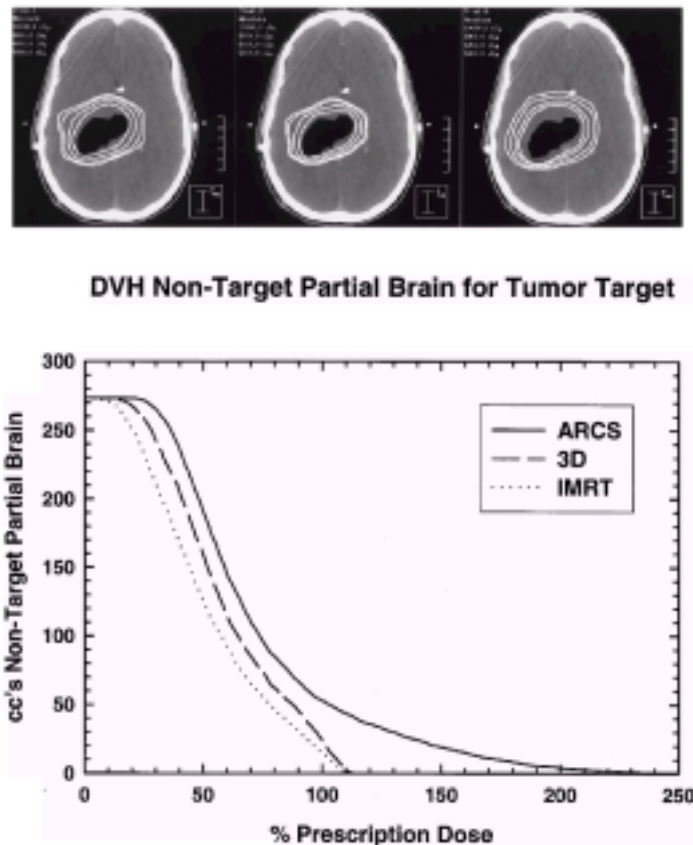 DVH Non-Target Partial Brain for Tumor Target
300
250
200
150
100
50
0
cc's Non-Target Partial Brain
ARCS
3D
IMRT
0
50
100
150
200
250
% Prescription Dose